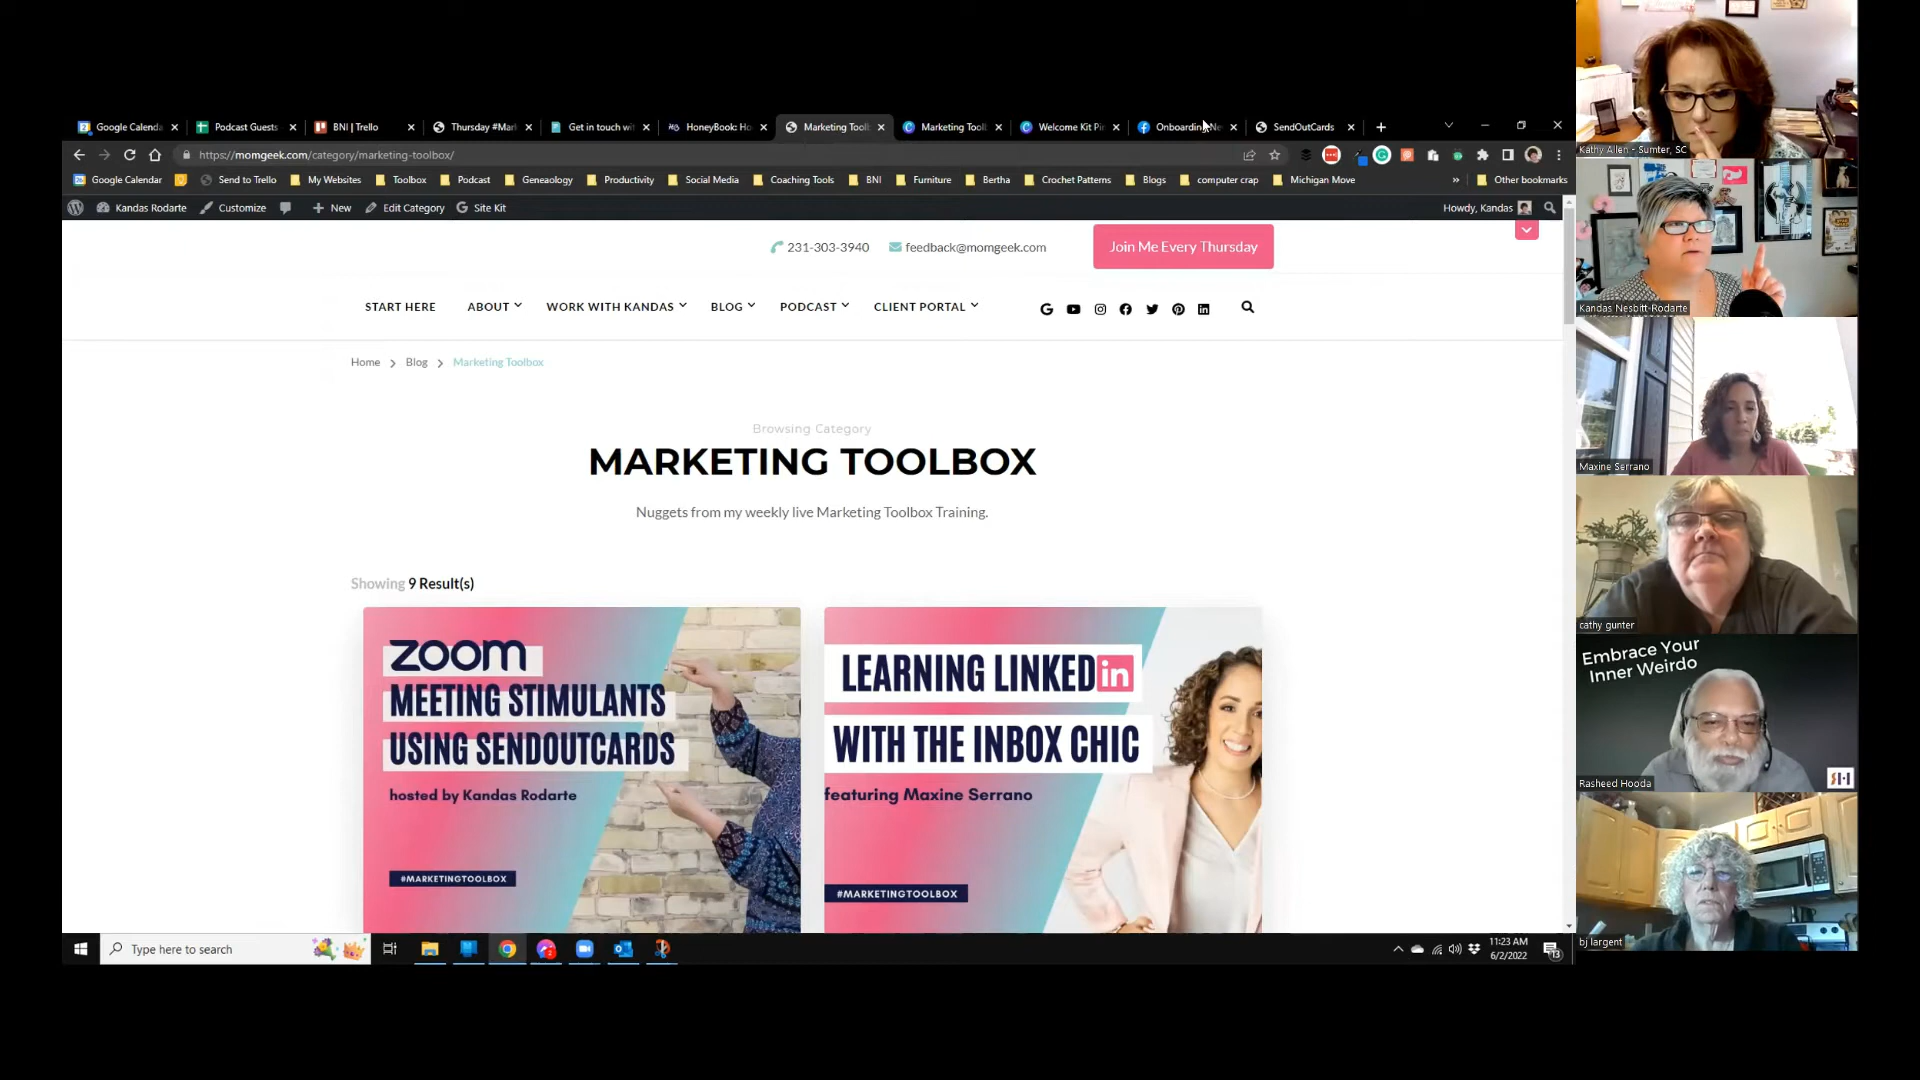 Google Calenda
Podcast Guests
BNI | Trello
Thursday #Mar
Get in touch wi
HoneyBook: Ho
Marketing Tool
Marketing Tool
Welcome Kit Pi
Onboarding Ne
SendOutCards
https://momgeek.com/category/marketing-toolbox/
Google Calendar
Send to Trello
My Websites
Toolbox
Podcast
Geneaology
Productivity
Social Media
Coaching Tools
BNI
Furniture
Bertha
Crochet Patterns
Blogs
computer crap
Michigan Move
Other bookmarks
Kandas Rodarte
Customize
New
Edit Category
Site Kit
Howdy, Kandas
231-303-3940
feedback@momgeek.com
Join Me Every Thursday
START HERE
ABOUT
WORK WITH KANDAS
BLOG
PODCAST
CLIENT PORTAL
Home > Blog > Marketing Toolbox
Browsing Category
MARKETING TOOLBOX
Nuggets from my weekly live Marketing Toolbox Training.
Showing 9 Result(s)
zoom
MEETING STIMULANTS
USING SENDOUTCARDS
hosted by Kandas Rodarte
#MARKETINGTOOLBOX
LEARNING LINKEDin
WITH THE INBOX CHIC
featuring Maxine Serrano
#MARKETINGTOOLBOX
Type here to search
11:23 AM
6/2/2022
13
Kathy Allen - Sumter, SC
Kandas Nesbitt-Rodarte
Maxine Serrano
cathy gunter
Embrace Your
Inner Weirdo
Rasheed Hooda
bj largent